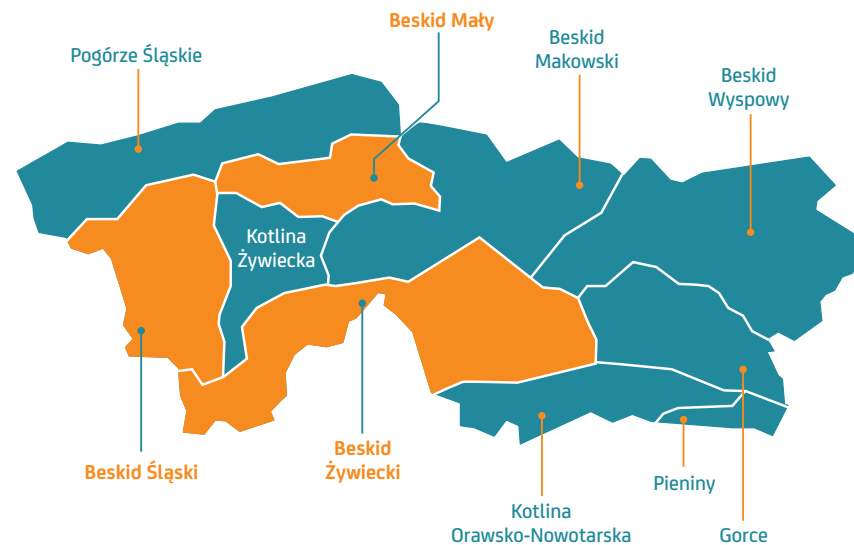 Beskid Mały
Pogórze Śląskie
Beskid
Makowski
Beskid
Wyspowy
Kotlina
Żywiecka
Beskid Śląski
Beskid
Żywiecki
Pieniny
Kotlina
Orawsko-Nowotarska
Gorce